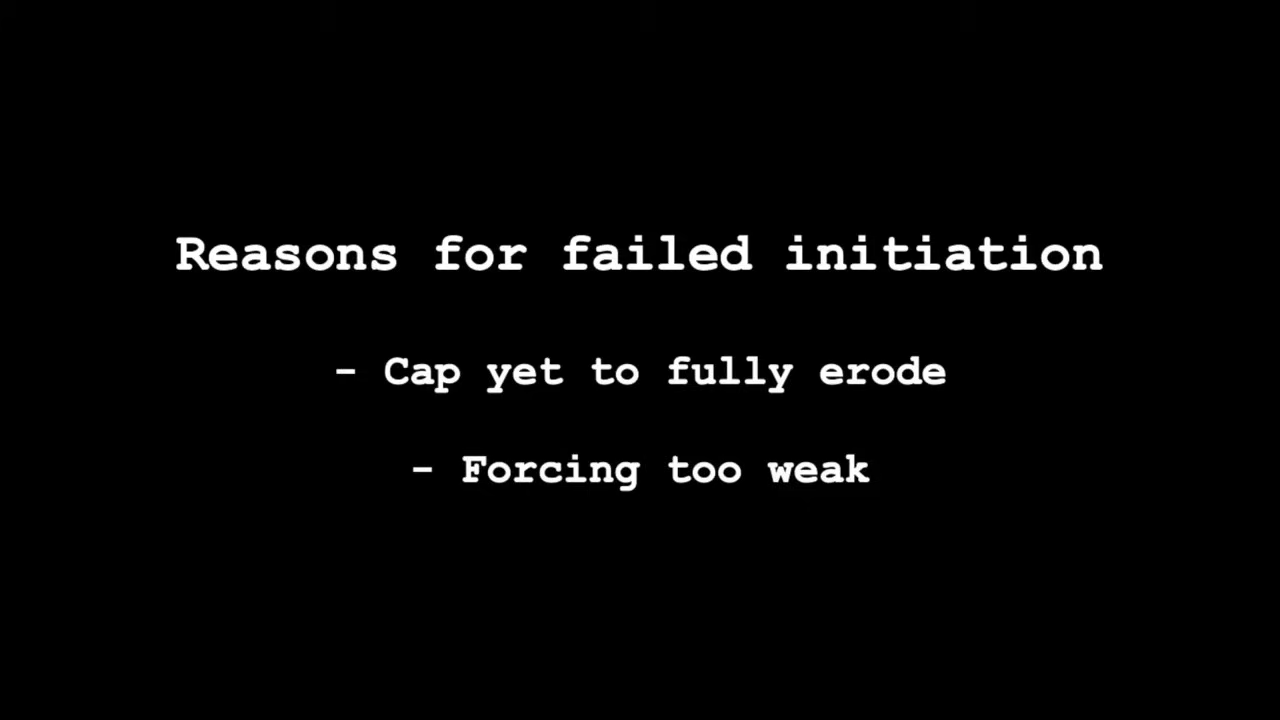 Reasons for failed initiation
- Cap yet to fully erode
- Forcing too weak